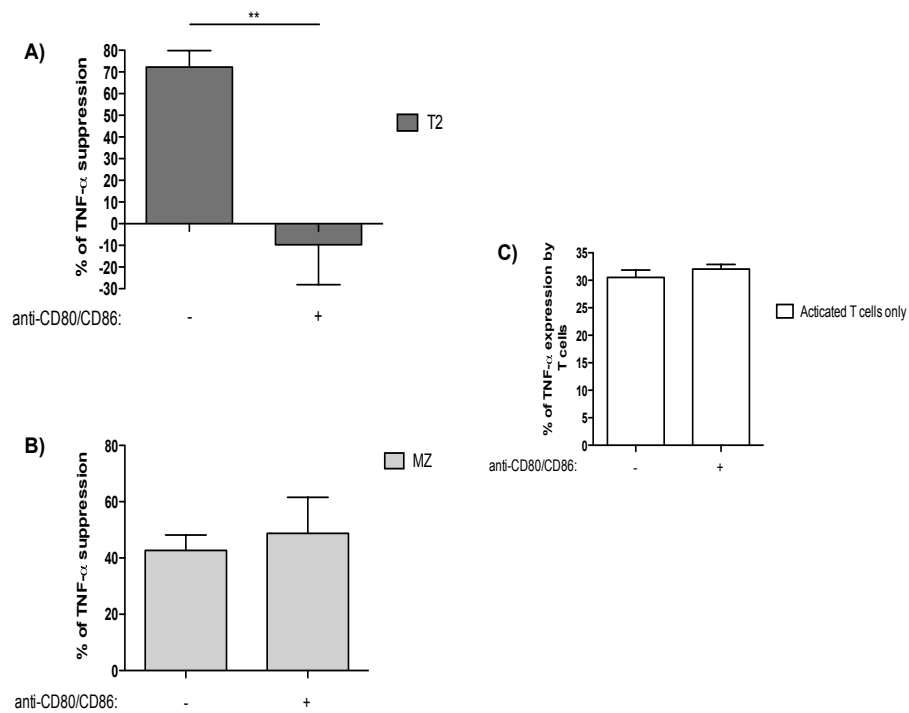 **
A)
% of TNF-α suppression
80
70
60
50
40
30
20
10
0
-10
-20
-30
T2
anti-CD80/CD86: - +
C)
% of TNF-α expression by
T cells
35
30
25
20
15
10
5
0
Acticated T cells only
anti-CD80/CD86: - +
B)
% of TNF-α suppression
80
60
40
20
0
MZ
anti-CD80/CD86: - +